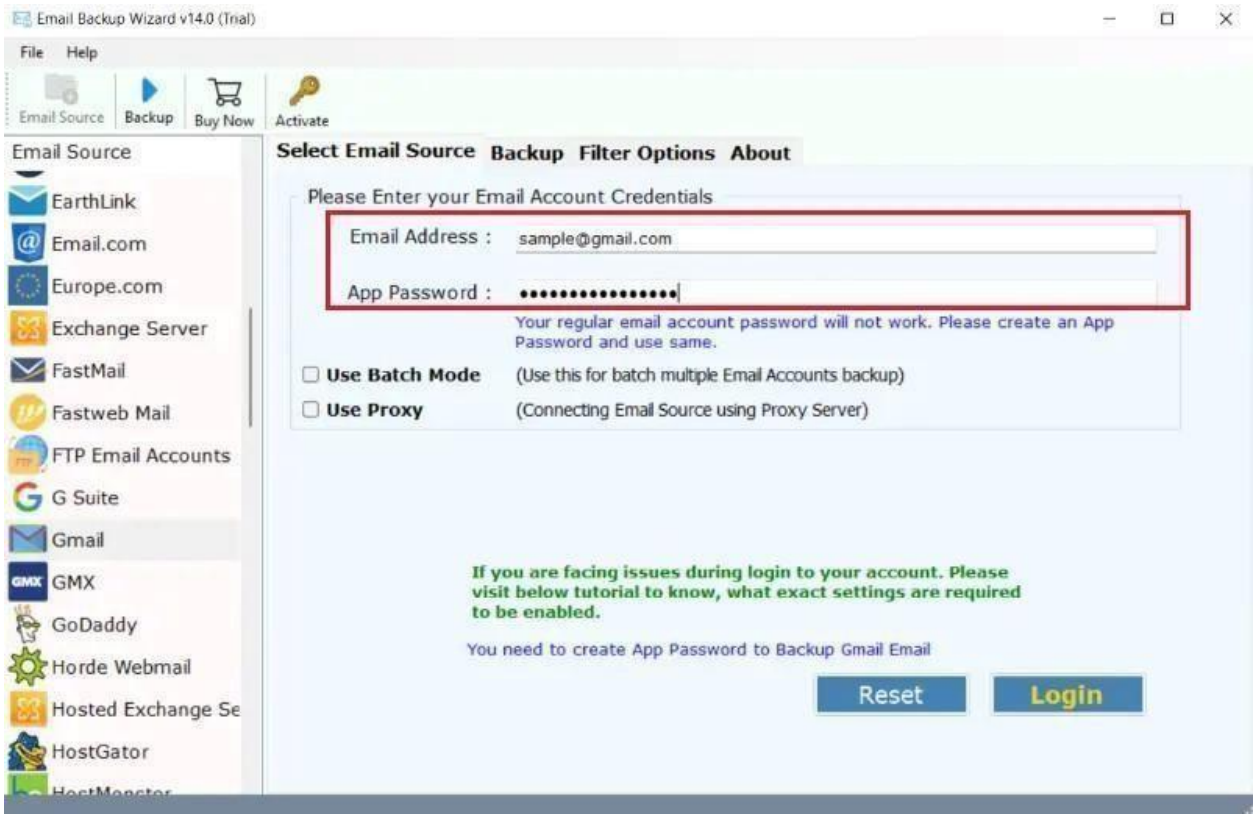 Email Backup Wizard v14.0 (Trial)
File Help
Email Source Backup Buy Now Activate
Email Source
EarthLink
Email.com
Europe.com
Exchange Server
FastMail
Fastweb Mail
FTP Email Accounts
G Suite
Gmail
GMX GMX
GoDaddy
Horde Webmail
Hosted Exchange Se
HostGator
HostMonster
Select Email Source Backup Filter Options About
Please Enter your Email Account Credentials
Email Address : sample@gmail.com
App Password : ••••••••••••••••
Your regular email account password will not work. Please create an App
Password and use same.
Use Batch Mode (Use this for batch multiple Email Accounts backup)
Use Proxy (Connecting Email Source using Proxy Server)
If you are facing issues during login to your account. Please
visit below tutorial to know, what exact settings are required
to be enabled.
You need to create App Password to Backup Gmail Email
Reset Login